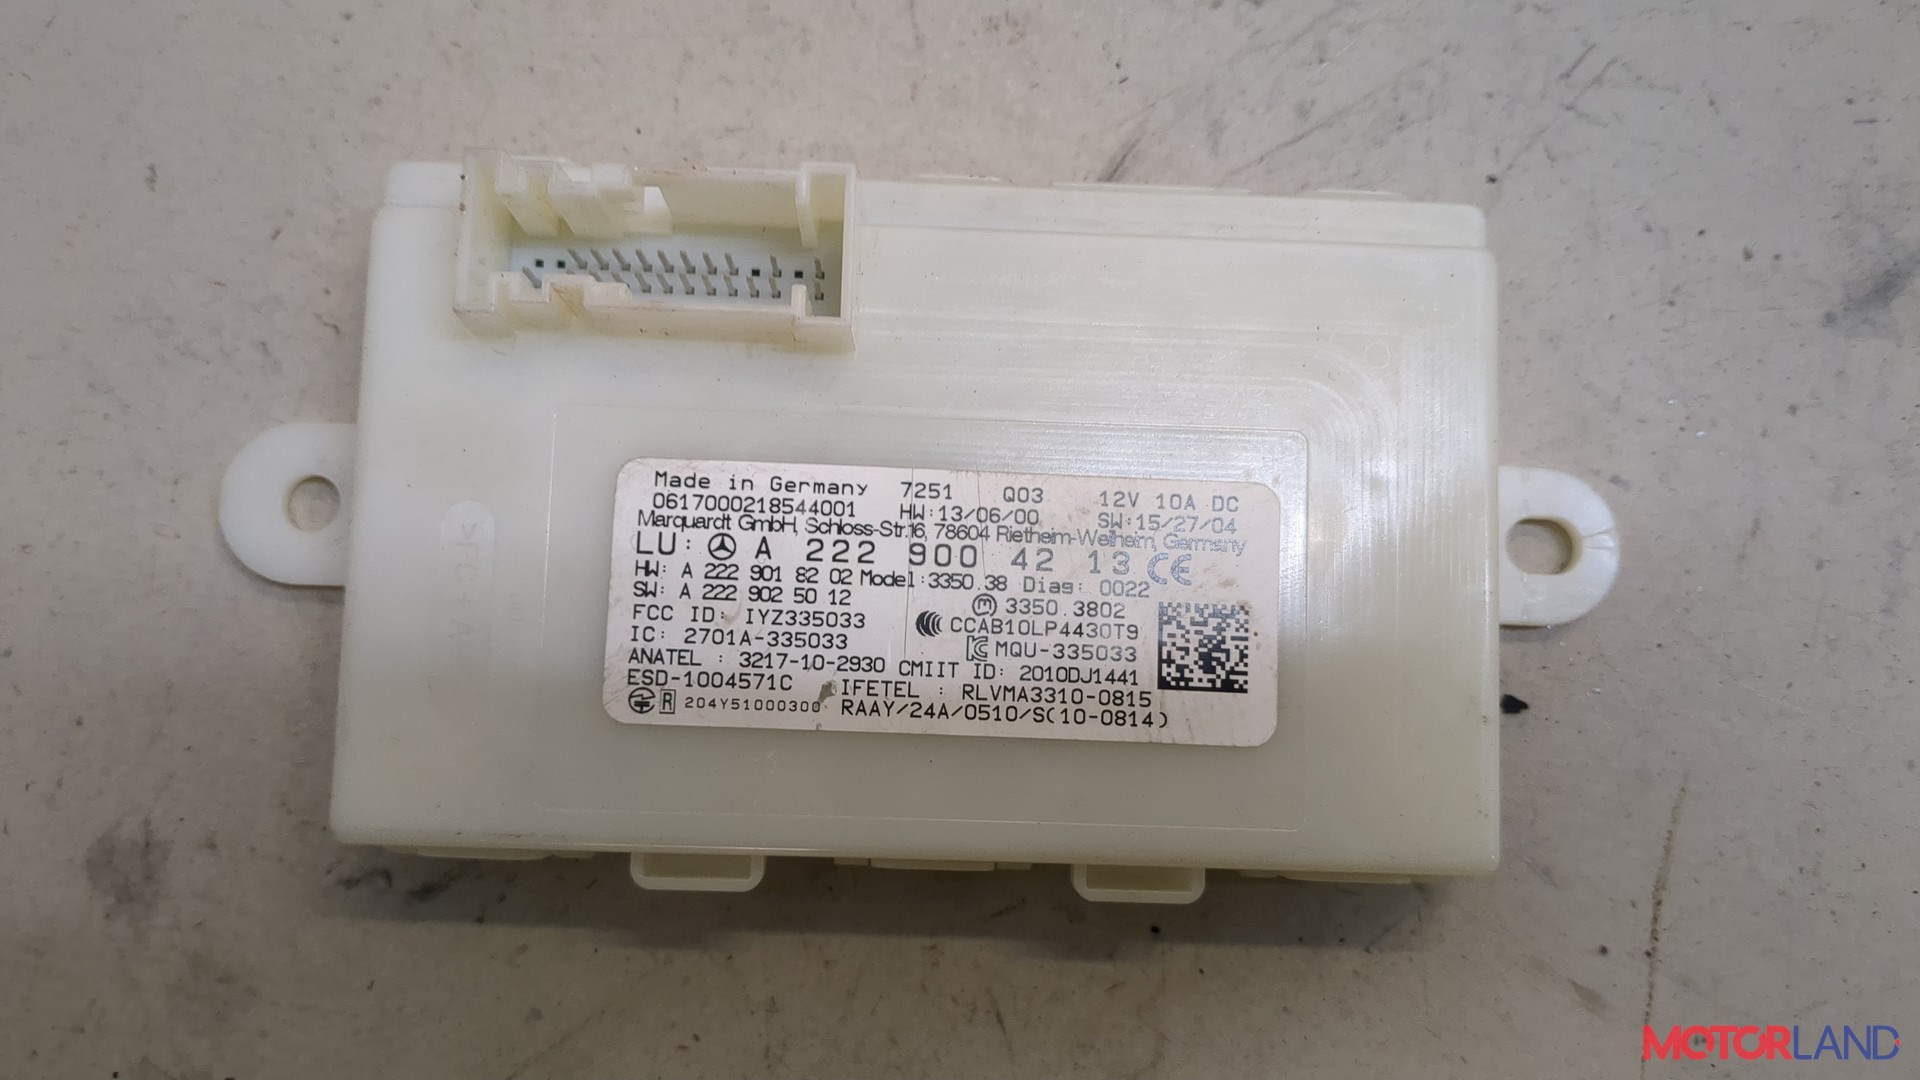 Made in Germany 7251 Q03 12V 10A DC
0617000218544001 HW:13/06/00 SW:15/27/04
Marquardt GmbH, Schloss-Str.16, 78604 Rietheim-Weilheim, Germany
LU: A 222 900 42 13 CE
HW: A 222 901 82 02 Model:3350.38 Diag: 0022
SW: A 222 902 50 12
m 3350.3802
FCC ID: IYZ335033
CCAB10LP4430T9
IC: 2701A-335033
MQU-335033
ANATEL : 3217-10-2930 CMIIT ID: 2010DJ1441
ESD-1004571C IFETEL : RLVMA3310-0815
R 204Y51000300 RAAY/24A/0510/S(10-0814)
MOTORLAND